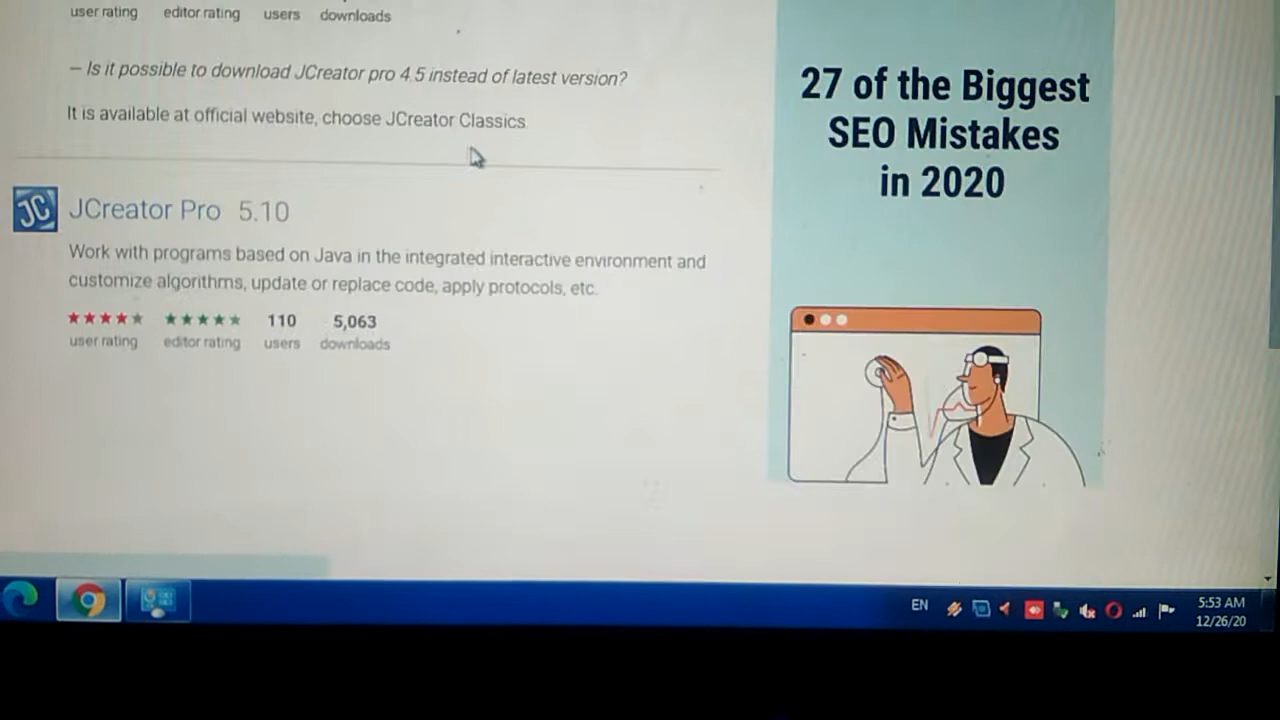 user rating editor rating users downloads
– Is it possible to download JCreator pro 4.5 instead of latest version?
It is available at official website, choose JCreator Classics.
JC JCreator Pro 5.10
Work with programs based on Java in the integrated interactive environment and
customize algorithms, update or replace code, apply protocols, etc.
110 5,063
user rating editor rating users downloads
27 of the Biggest
SEO Mistakes
in 2020
EN
5:53 AM
12/26/20